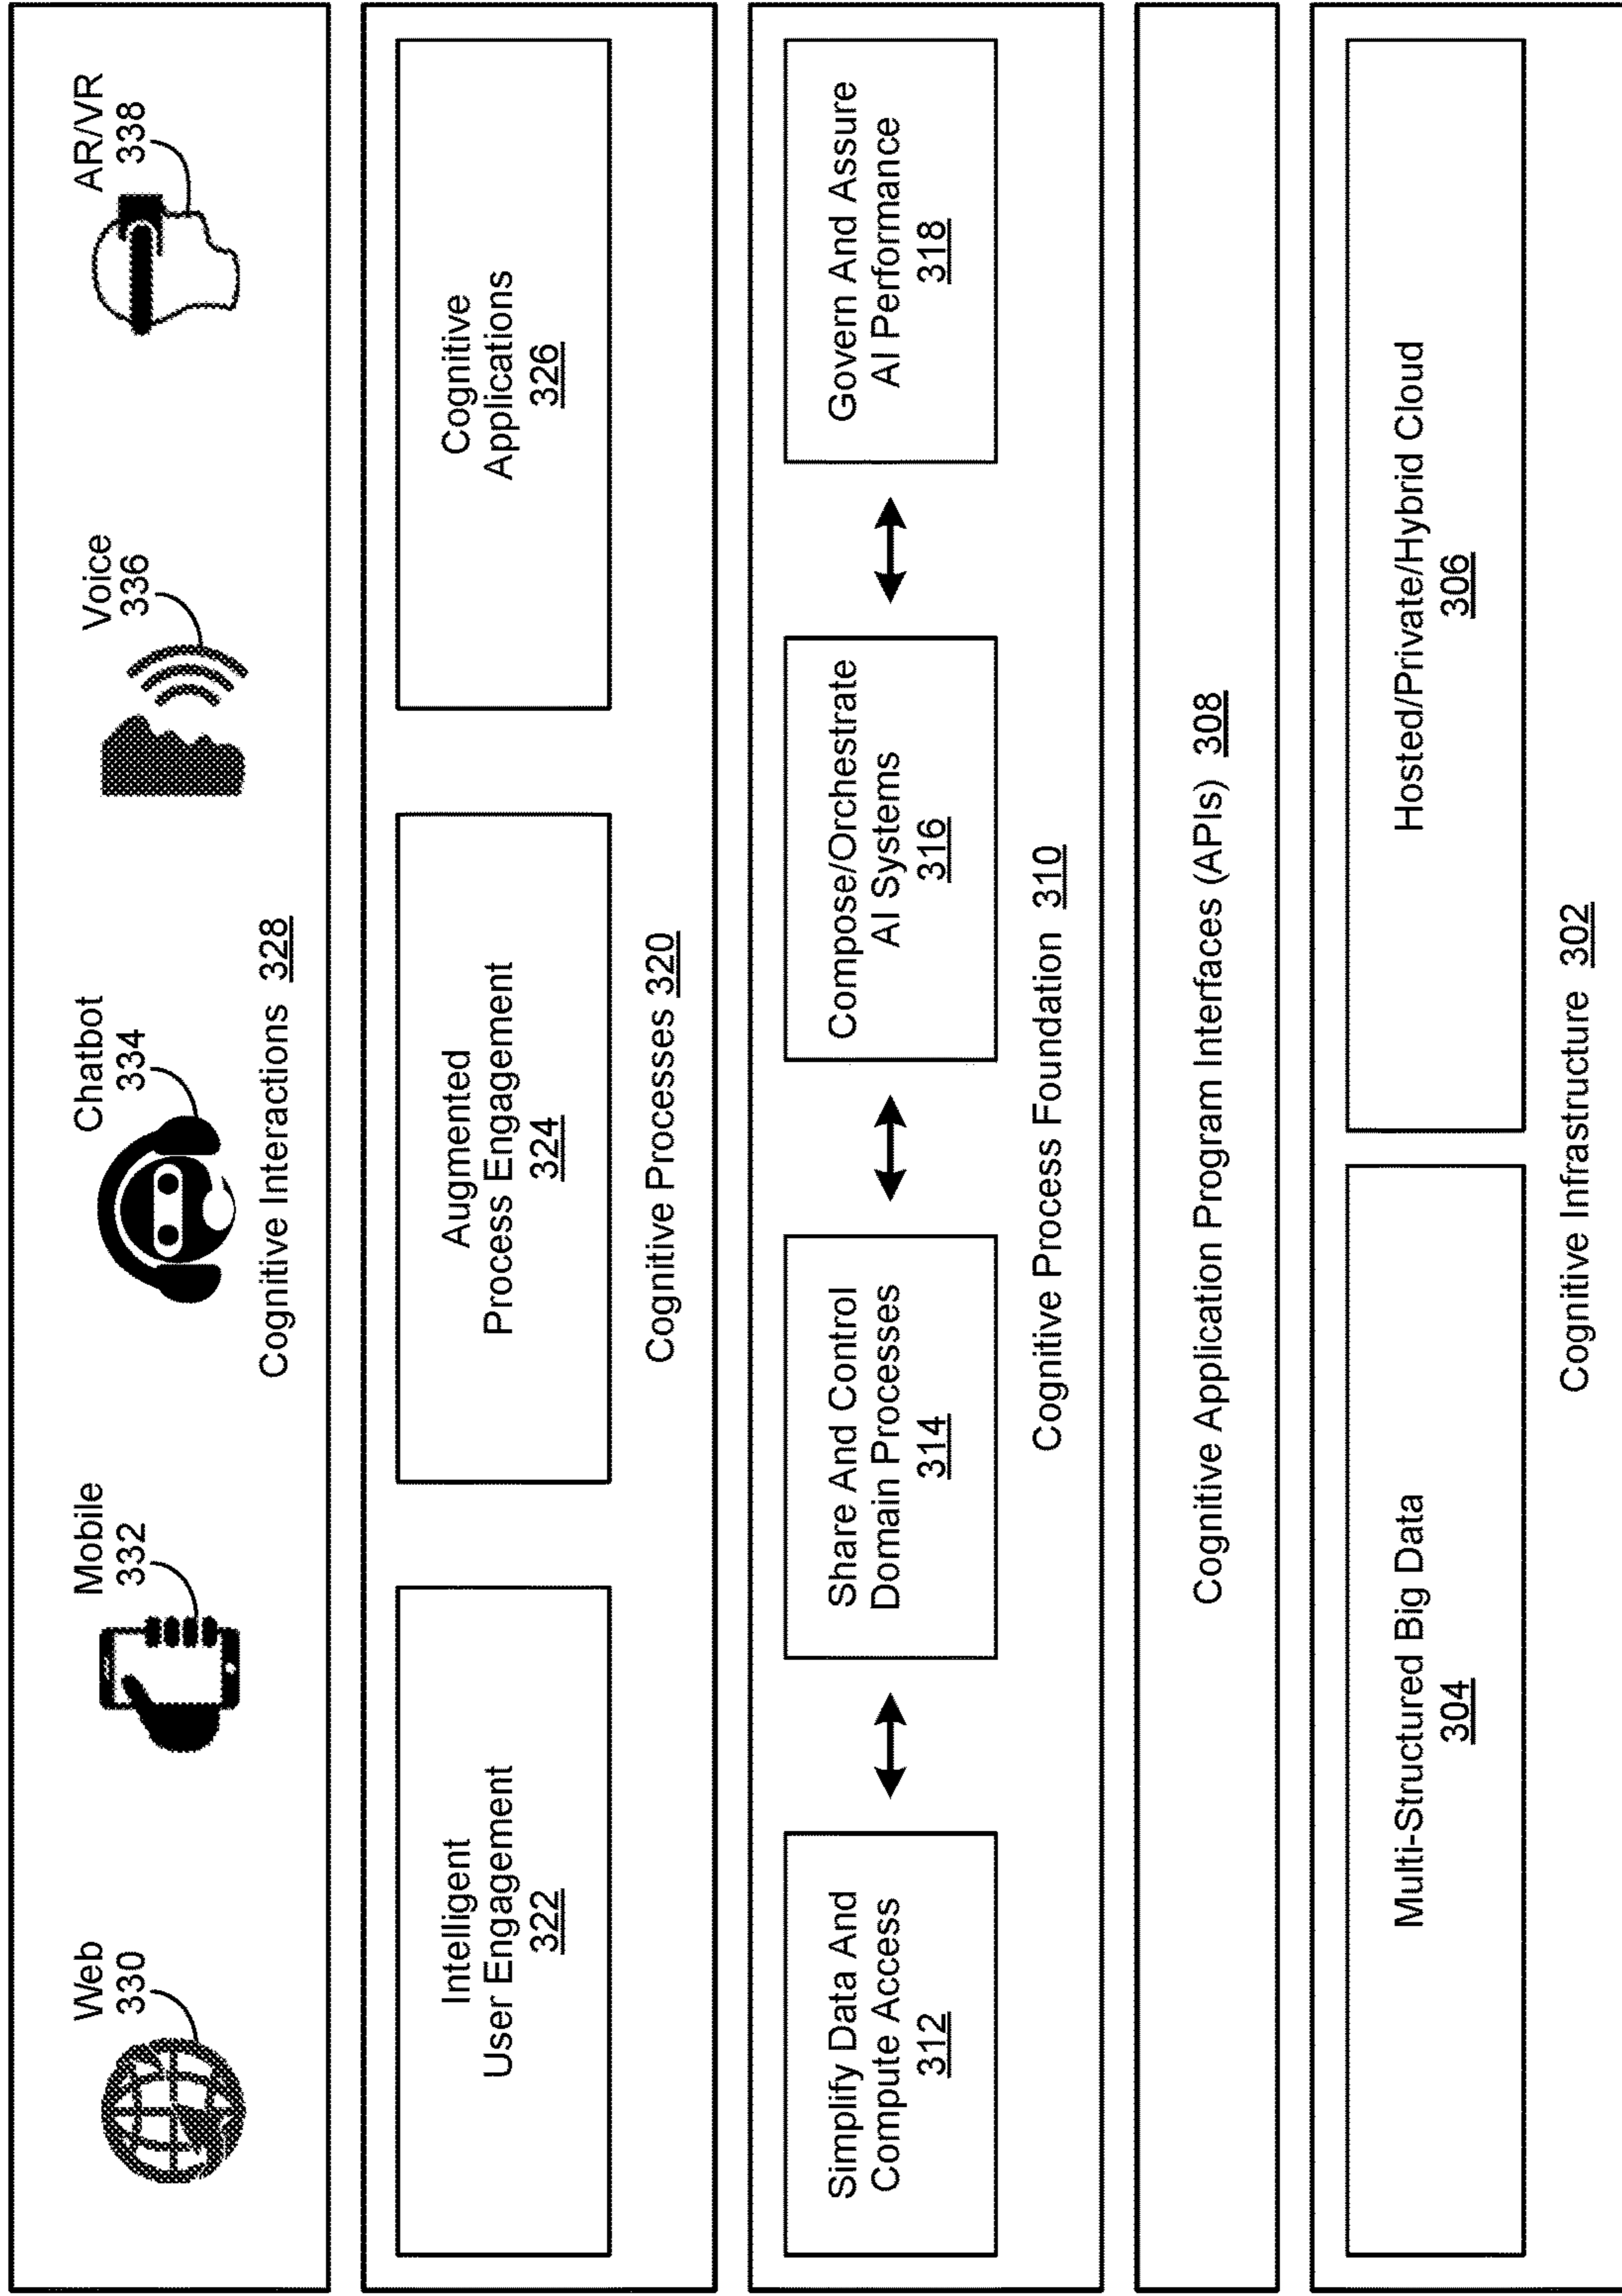 Web
330
Mobile
332
Chatbot
334
Voice
336
AR/VR
338
Cognitive Interactions 328
Intelligent
User Engagement
322
Augmented
Process Engagement
324
Cognitive
Applications
326
Cognitive Processes 320
Simplify Data And
Compute Access
312
Share And Control
Domain Processes
314
Compose/Orchestrate
AI Systems
316
Govern And Assure
AI Performance
318
Cognitive Process Foundation 310
Cognitive Application Program Interfaces (APIs) 308
Multi-Structured Big Data
304
Hosted/Private/Hybrid Cloud
306
Cognitive Infrastructure 302